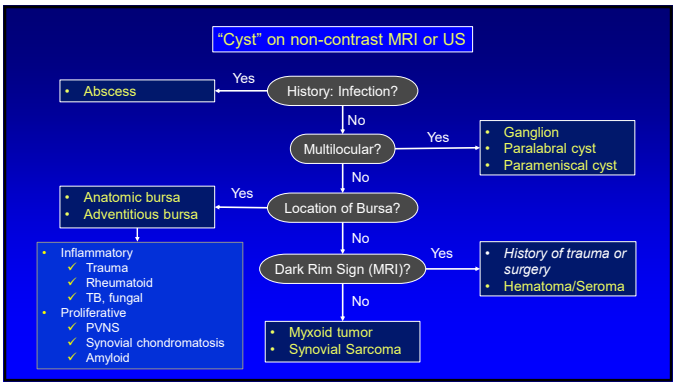 “Cyst” on non-contrast MRI or US
Yes
• Abscess
History: Infection?
No
Multilocular?
Yes
• Ganglion
• Paralabral cyst
• Parameniscal cyst
No
• Anatomic bursa
• Adventitious bursa
Yes
Location of Bursa?
No
• Inflammatory
✓ Trauma
✓ Rheumatoid
✓ TB, fungal
• Proliferative
✓ PVNS
✓ Synovial chondromatosis
✓ Amyloid
Dark Rim Sign (MRI)?
Yes
• History of trauma or
surgery
• Hematoma/Seroma
No
• Myxoid tumor
• Synovial Sarcoma